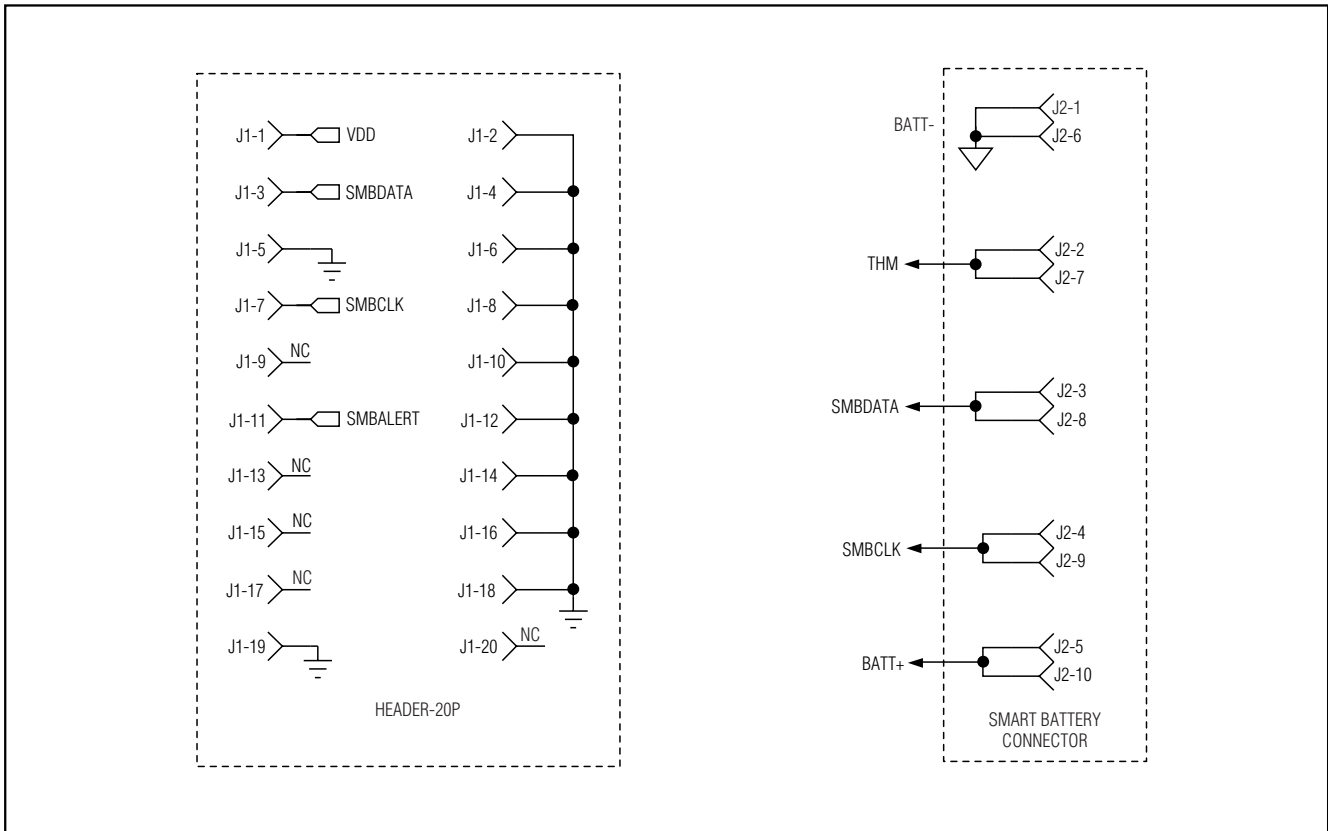 J1-1 VDD J1-2
J1-3 SMBDATA J1-4
J1-5 J1-6
J1-7 SMBCLK J1-8
J1-9 NC J1-10
J1-11 SMBALERT J1-12
J1-13 NC J1-14
J1-15 NC J1-16
J1-17 NC J1-18
J1-19 J1-20 NC
HEADER-20P
BATT- J2-1
J2-6
THM J2-2
J2-7
SMBDATA J2-3
J2-8
SMBCLK J2-4
J2-9
BATT+ J2-5
J2-10
SMART BATTERY
CONNECTOR